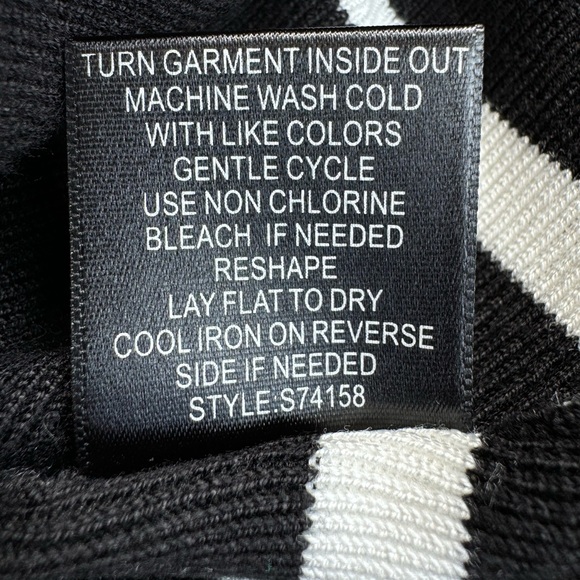 TURN GARMENT INSIDE OUT
MACHINE WASH COLD
WITH LIKE COLORS
GENTLE CYCLE
USE NON CHLORINE
BLEACH IF NEEDED
RESHAPE
LAY FLAT TO DRY
COOL IRON ON REVERSE
SIDE IF NEEDED
STYLE:S74158